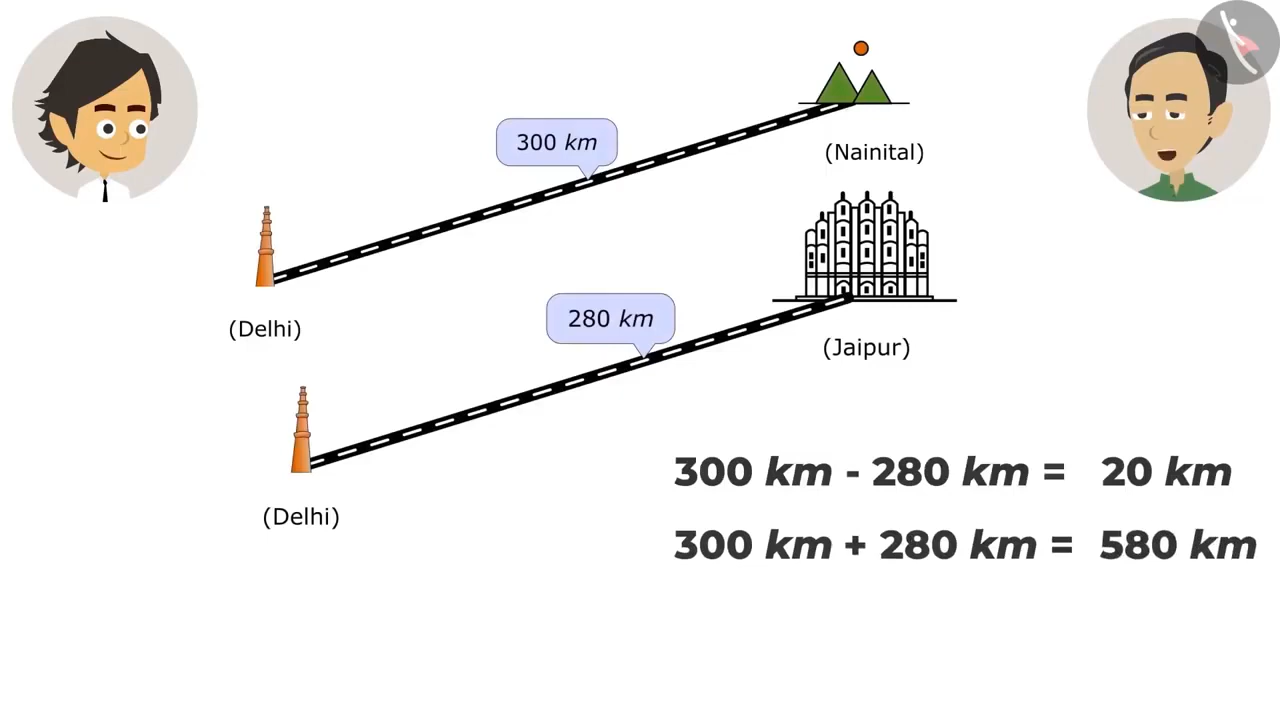 300 km
(Nainital)
(Delhi)
280 km
(Jaipur)
(Delhi)
300 km - 280 km = 20 km
300 km + 280 km = 580 km